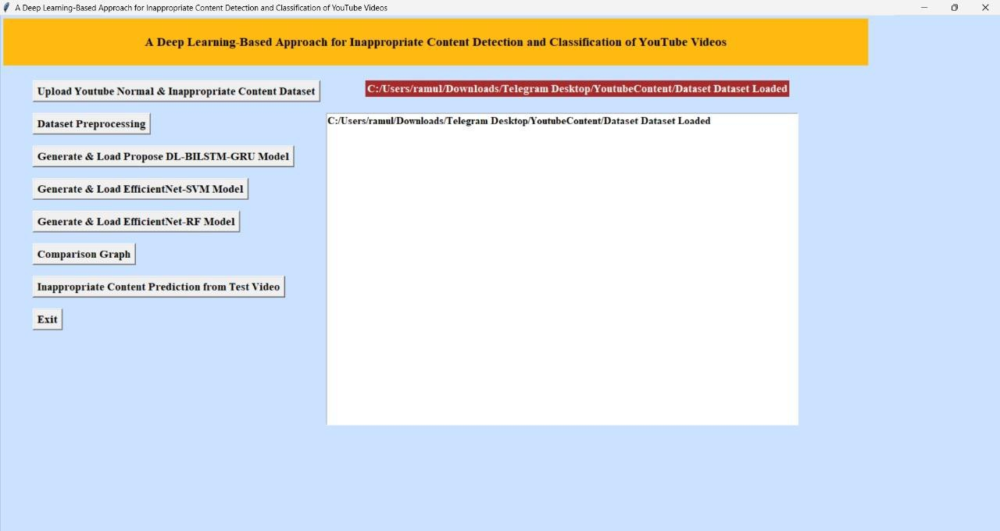 A Deep Learning-Based Approach for Inappropriate Content Detection and Classification of YouTube Videos
A Deep Learning-Based Approach for Inappropriate Content Detection and Classification of YouTube Videos
Upload Youtube Normal & Inappropriate Content Dataset
C:/Users/ramul/Downloads/Telegram Desktop/YoutubeContent/Dataset Dataset Loaded
Dataset Preprocessing
C:/Users/ramul/Downloads/Telegram Desktop/YoutubeContent/Dataset Dataset Loaded
Generate & Load Propose DL-BILSTM-GRU Model
Generate & Load EfficientNet-SVM Model
Generate & Load EfficientNet-RF Model
Comparison Graph
Inappropriate Content Prediction from Test Video
Exit